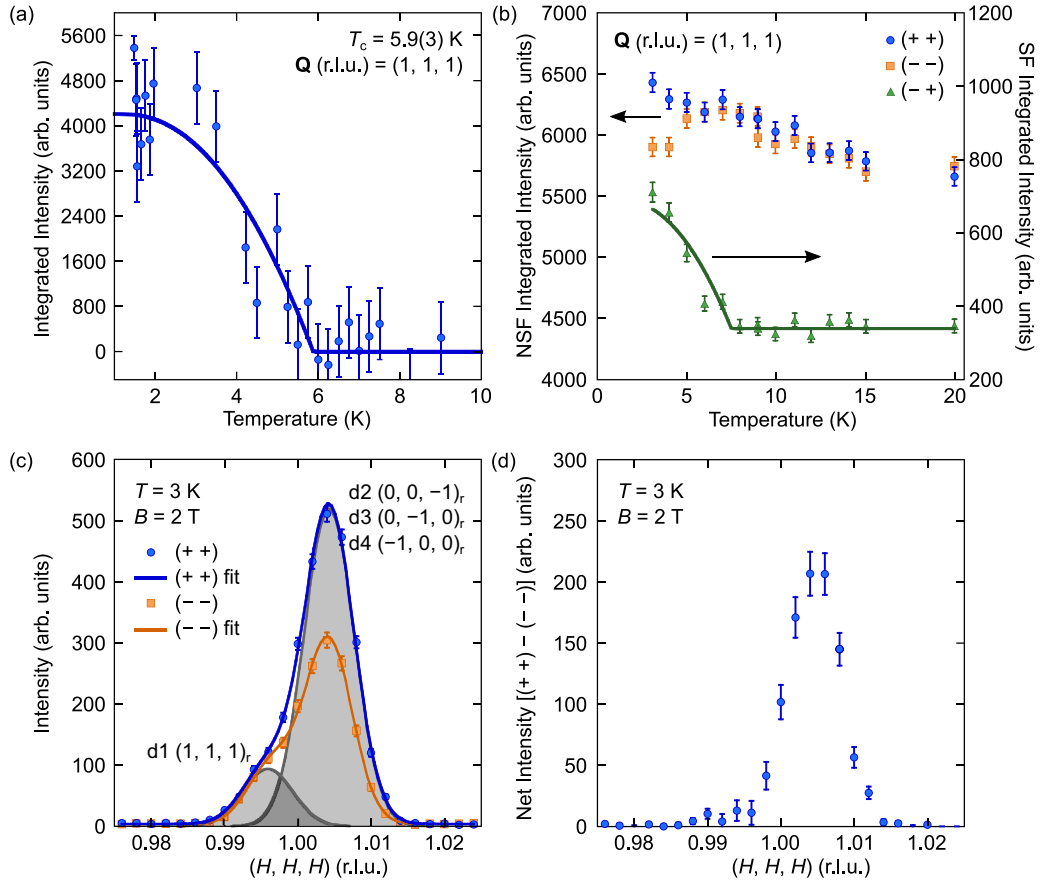 (a)
T_c = 5.9(3) K
Q (r.l.u.) = (1, 1, 1)
Integrated Intensity (arb. units)
5600
4800
4000
3200
2400
1600
800
0
2
4
6
8
10
Temperature (K)
(b)
Q (r.l.u.) = (1, 1, 1)
(+ +)
(− −)
(− +)
NSF Integrated Intensity (arb. units)
7000
6500
6000
5500
5000
4500
4000
SF Integrated Intensity (arb. units)
1200
1000
800
600
400
200
0
5
10
15
20
Temperature (K)
(c)
T = 3 K
B = 2 T
(+ +)
(+ +) fit
(− −)
(− −) fit
d2 (0, 0, −1)r
d3 (0, −1, 0)r
d4 (−1, 0, 0)r
d1 (1, 1, 1)r
Intensity (arb. units)
600
500
400
300
200
100
0
0.98
0.99
1.00
1.01
1.02
(H, H, H) (r.l.u.)
(d)
T = 3 K
B = 2 T
Net Intensity [(+ +) − (− −)] (arb. units)
300
250
200
150
100
50
0
0.98
0.99
1.00
1.01
1.02
(H, H, H) (r.l.u.)